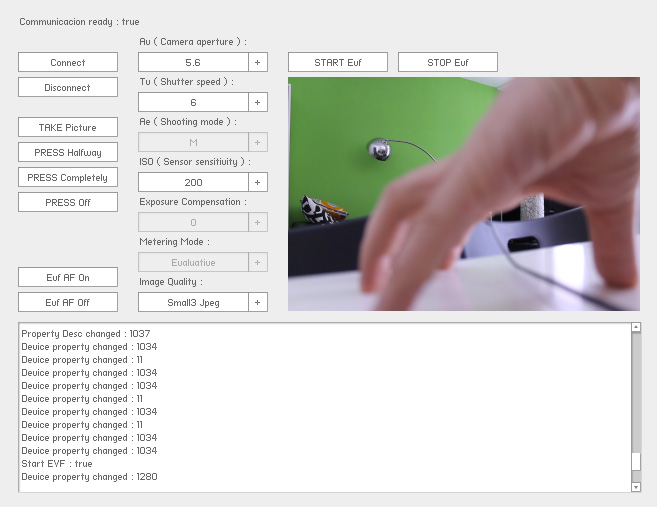 Communicacion ready : true
Av ( Camera aperture ) :
Connect
5.6 +
START Evf
STOP Evf
Tv ( Shutter speed ) :
Disconnect
6 +
Ae ( Shooting mode ) :
TAKE Picture
M +
PRESS Halfway
ISO ( Sensor sensitivity ) :
PRESS Completely
200 +
Exposure Compensation :
PRESS Off
0 +
Metering Mode :
Evaluative +
Evf AF On
Image Quality :
Evf AF Off
Small3 Jpeg +
Property Desc changed : 1037
Device property changed : 1034
Device property changed : 11
Device property changed : 1034
Device property changed : 1034
Device property changed : 11
Device property changed : 1034
Device property changed : 11
Device property changed : 1034
Device property changed : 1034
Start EVF : true
Device property changed : 1280